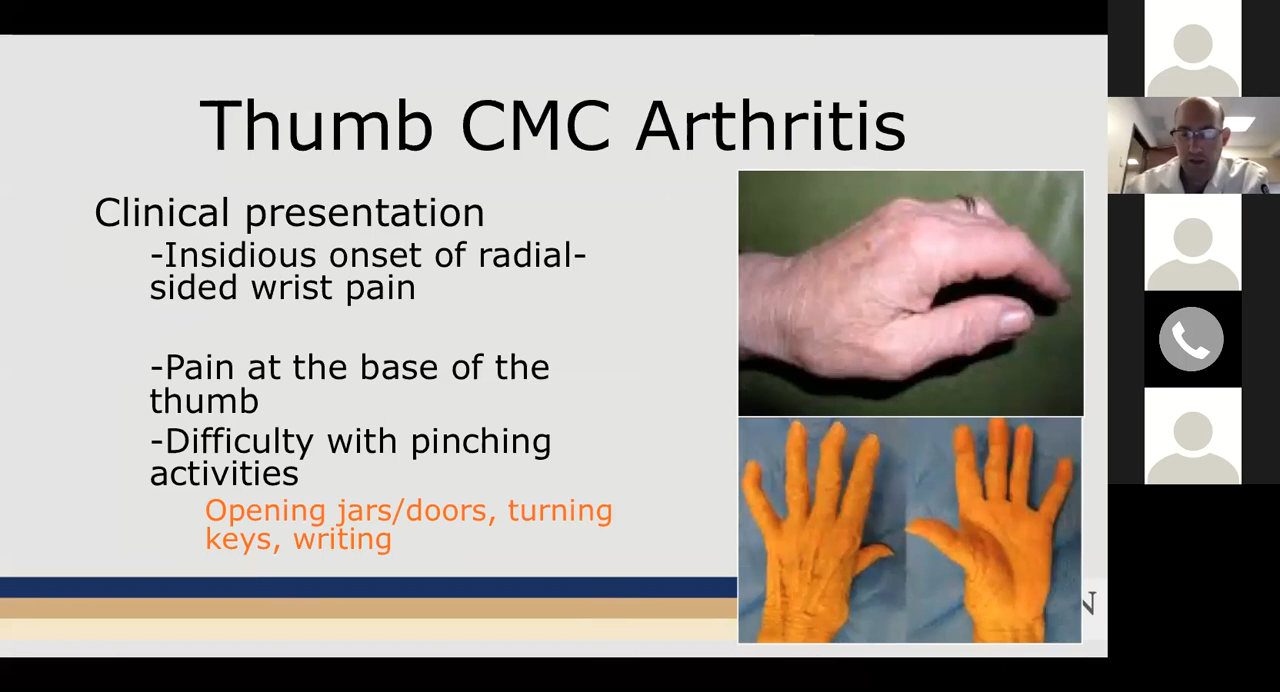 Thumb CMC Arthritis
Clinical presentation
-Insidious onset of radial-
sided wrist pain
-Pain at the base of the
thumb
-Difficulty with pinching
activities
Opening jars/doors, turning
keys, writing
N